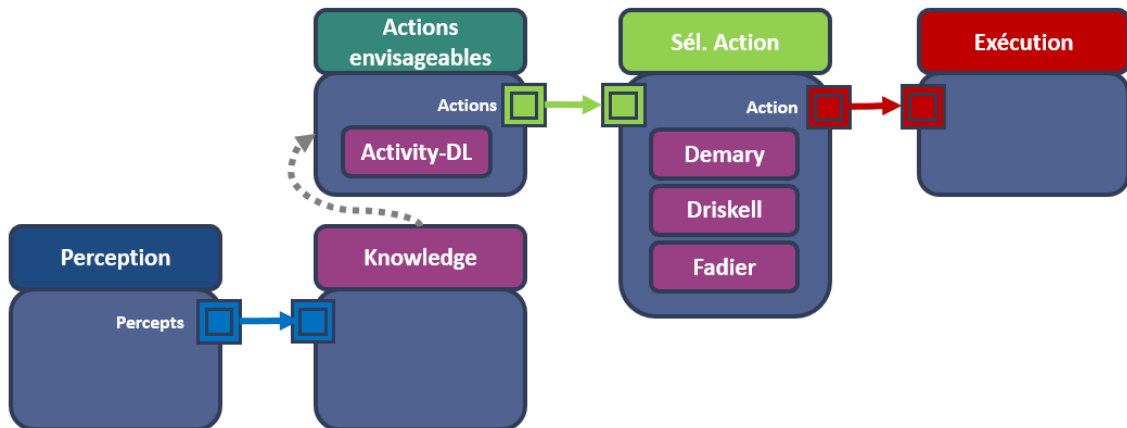 Actions
envisageables
Sél. Action
Exécution
Actions
Action
Activity-DL
Demary
Driskell
Fadier
Perception
Knowledge
Percepts